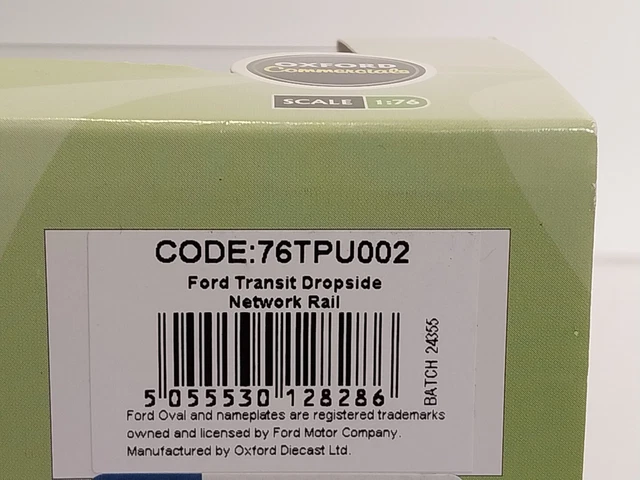 OXFORD
Commercials
SCALE 1:76
CODE:76TPU002
Ford Transit Dropside
Network Rail
5 055530 128286
BATCH 24355
Ford Oval and nameplates are registered trademarks
owned and licensed by Ford Motor Company.
Manufactured by Oxford Diecast Ltd.